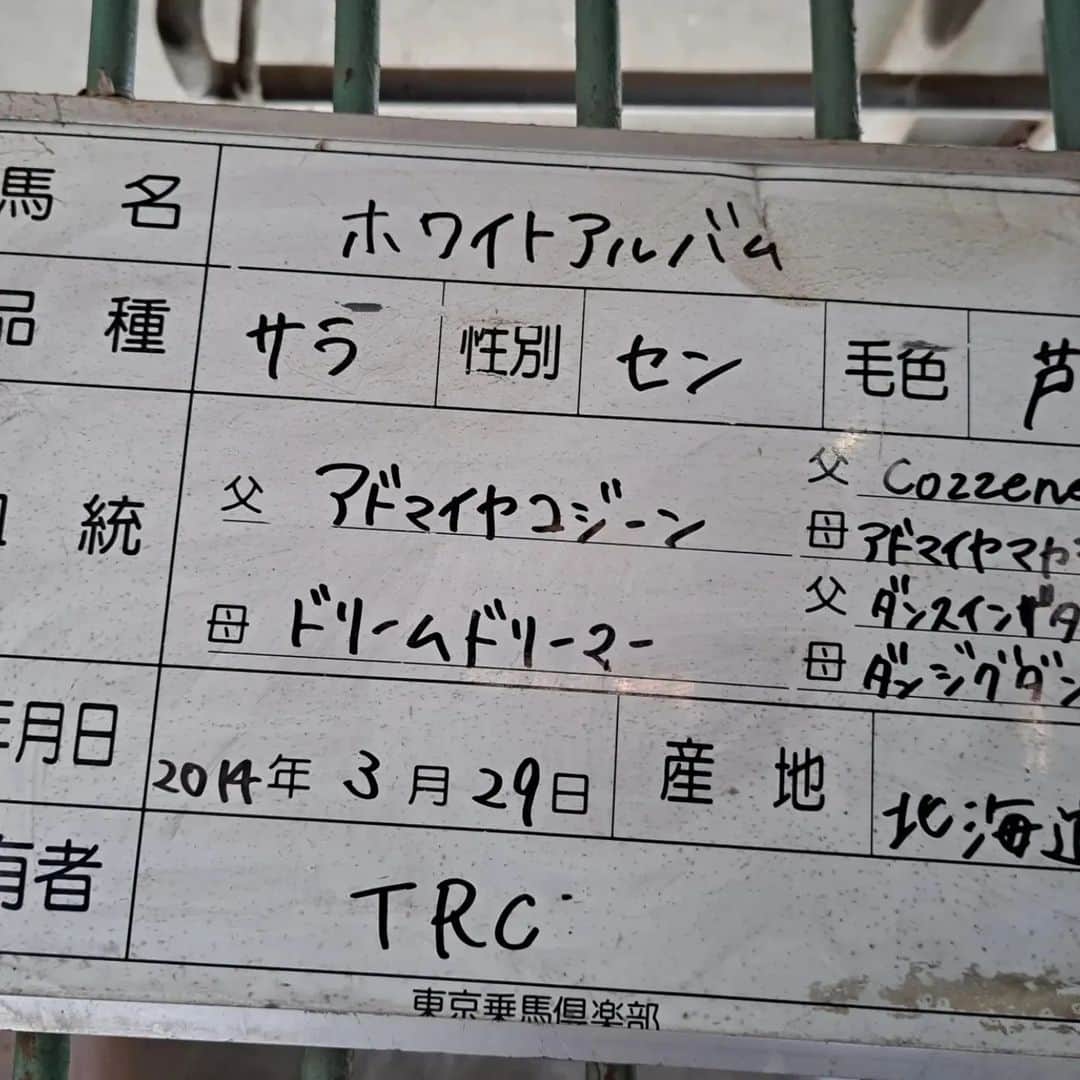 馬名 ホワイトアルバム
品種 サラ 性別 セン 毛色 芦
統 父 アドマイヤコジーン 父 Cozzene
母 アドマイヤマヤ
母 ドリームドリーマー 父 ダンスインザダ
母 ダンジグダン
年月日 2014年 3月 29日 産地 北海道
有者 TRC
東京乗馬倶楽部